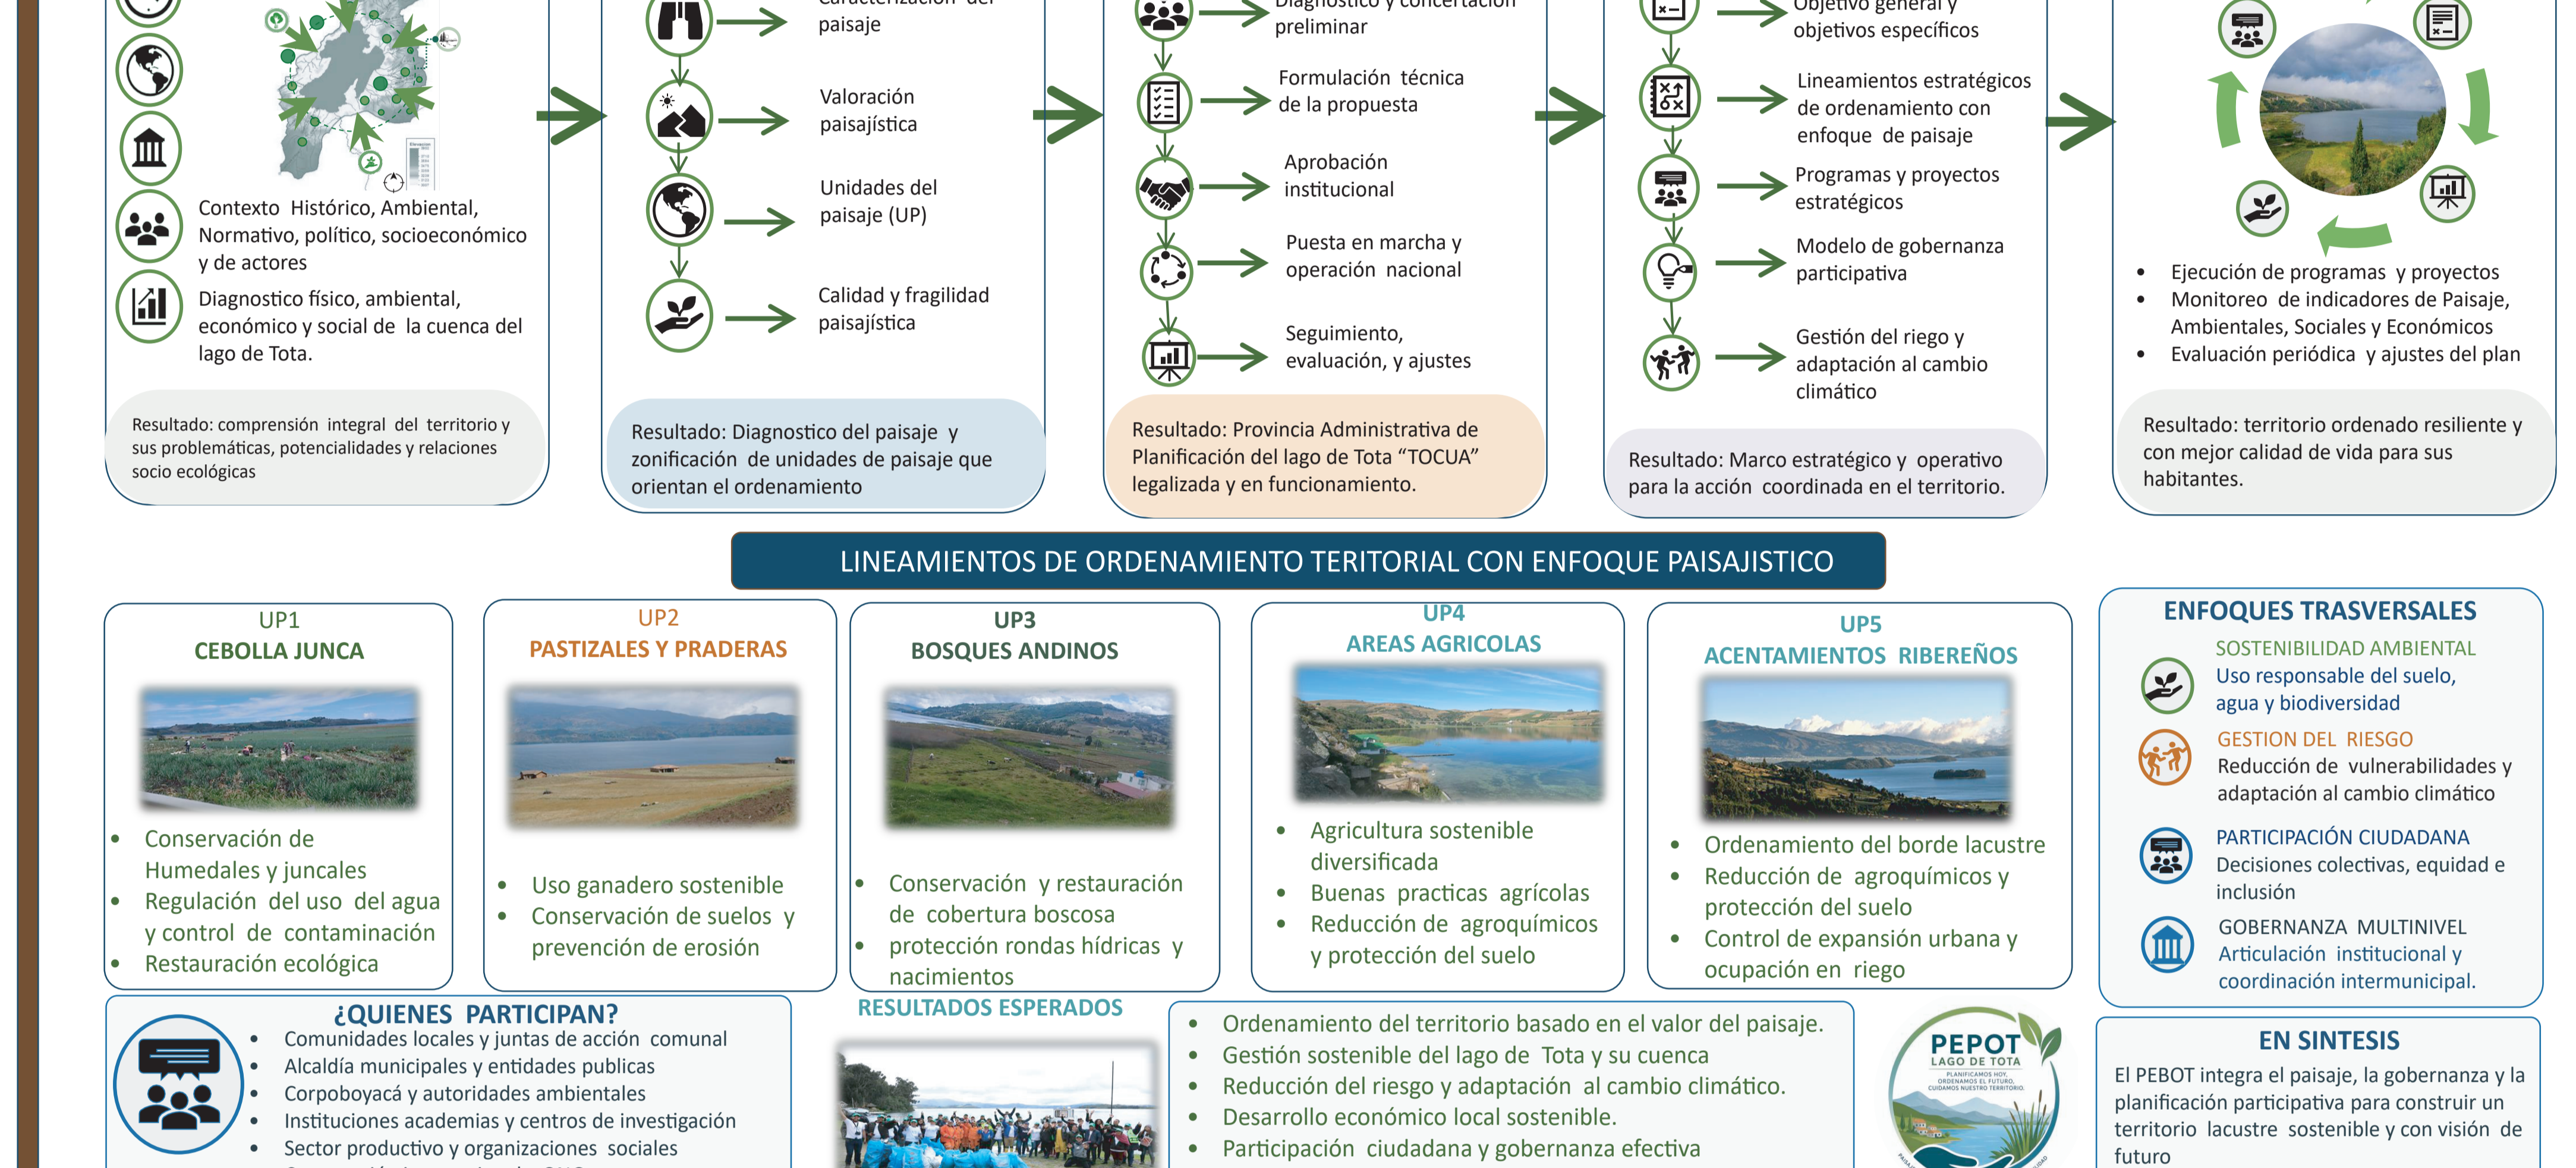 Caracterización del
paisaje
Valoración
paisajística
Unidades del
paisaje (UP)
Calidad y fragilidad
paisajística
Diagnostico y concertación
preliminar
Formulación técnica
de la propuesta
Aprobación
institucional
Puesta en marcha y
operación nacional
Seguimiento,
evaluación, y ajustes
Objetivo general y
objetivos específicos
Lineamientos estratégicos
de ordenamiento con
enfoque de paisaje
Programas y proyectos
estratégicos
Modelo de gobernanza
participativa
Gestión del riego y
adaptación al cambio
climático
Contexto Histórico, Ambiental,
Normativo, político, socioeconómico
y de actores
Diagnostico físico, ambiental,
económico y social de la cuenca del
lago de Tota.
• Ejecución de programas y proyectos
• Monitoreo de indicadores de Paisaje,
Ambientales, Sociales y Económicos
• Evaluación periódica y ajustes del plan
Resultado: comprensión integral del territorio y
sus problemáticas, potencialidades y relaciones
socio ecológicas
Resultado: Diagnostico del paisaje y
zonificación de unidades de paisaje que
orientan el ordenamiento
Resultado: Provincia Administrativa de
Planificación del lago de Tota “TOCUA”
legalizada y en funcionamiento.
Resultado: Marco estratégico y operativo
para la acción coordinada en el territorio.
Resultado: territorio ordenado resiliente y
con mejor calidad de vida para sus
habitantes.
LINEAMIENTOS DE ORDENAMIENTO TERITORIAL CON ENFOQUE PAISAJISTICO
UP1
CEBOLLA JUNCA
• Conservación de
Humedales y juncales
• Regulación del uso del agua
y control de contaminación
• Restauración ecológica
UP2
PASTIZALES Y PRADERAS
• Uso ganadero sostenible
• Conservación de suelos y
prevención de erosión
UP3
BOSQUES ANDINOS
• Conservación y restauración
de cobertura boscosa
• protección rondas hídricas y
nacimientos
UP4
AREAS AGRICOLAS
• Agricultura sostenible
diversificada
• Buenas practicas agrícolas
• Reducción de agroquímicos
y protección del suelo
UP5
ACENTAMIENTOS RIBEREÑOS
• Ordenamiento del borde lacustre
• Reducción de agroquímicos y
protección del suelo
• Control de expansión urbana y
ocupación en riego
ENFOQUES TRASVERSALES
SOSTENIBILIDAD AMBIENTAL
Uso responsable del suelo,
agua y biodiversidad
GESTION DEL RIESGO
Reducción de vulnerabilidades y
adaptación al cambio climático
PARTICIPACIÓN CIUDADANA
Decisiones colectivas, equidad e
inclusión
GOBERNANZA MULTINIVEL
Articulación institucional y
coordinación intermunicipal.
¿QUIENES PARTICIPAN?
• Comunidades locales y juntas de acción comunal
• Alcaldía municipales y entidades publicas
• Corpoboyacá y autoridades ambientales
• Instituciones academias y centros de investigación
• Sector productivo y organizaciones sociales
RESULTADOS ESPERADOS
• Ordenamiento del territorio basado en el valor del paisaje.
• Gestión sostenible del lago de Tota y su cuenca
• Reducción del riesgo y adaptación al cambio climático.
• Desarrollo económico local sostenible.
• Participación ciudadana y gobernanza efectiva
PEPOT
LAGO DE TOTA
PLANIFICAMOS HOY,
ORDENAMOS EL FUTURO,
CUIDAMOS NUESTRO TERRITORIO.
EN SINTESIS
El PEBOT integra el paisaje, la gobernanza y la
planificación participativa para construir un
territorio lacustre sostenible y con visión de
futuro